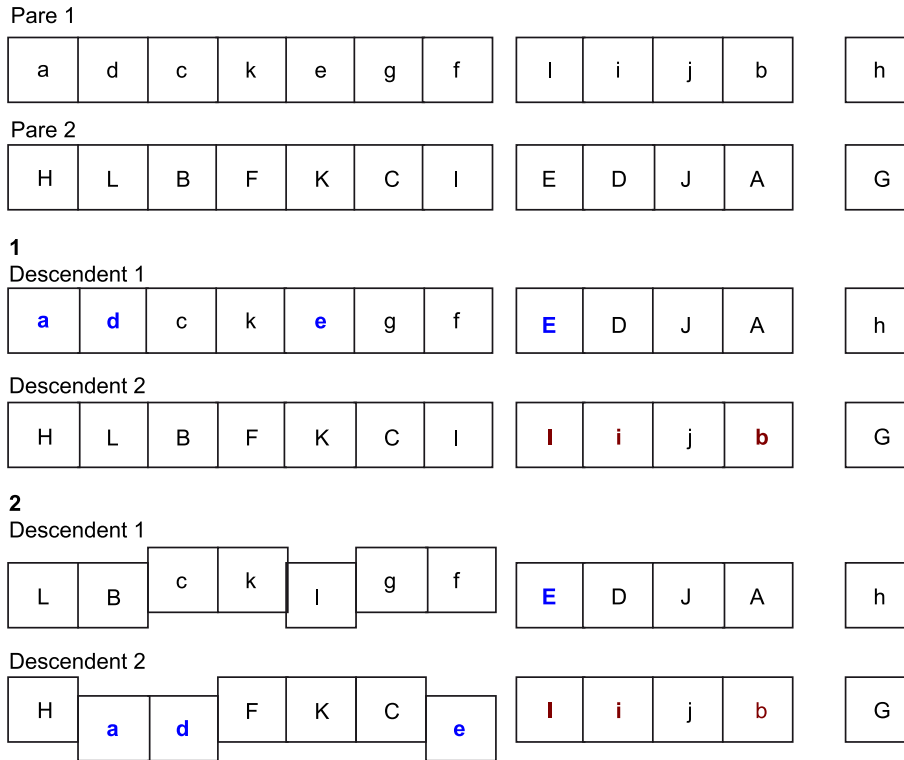 Pare 1
a d c k e g f l i j b h
Pare 2
H L B F K C I E D J A G
1
Descendent 1
a d c k e g f E D J A h
Descendent 2
H L B F K C I l i j b G
2
Descendent 1
L B c k I g f E D J A h
Descendent 2
H a d F K C e l i j b G